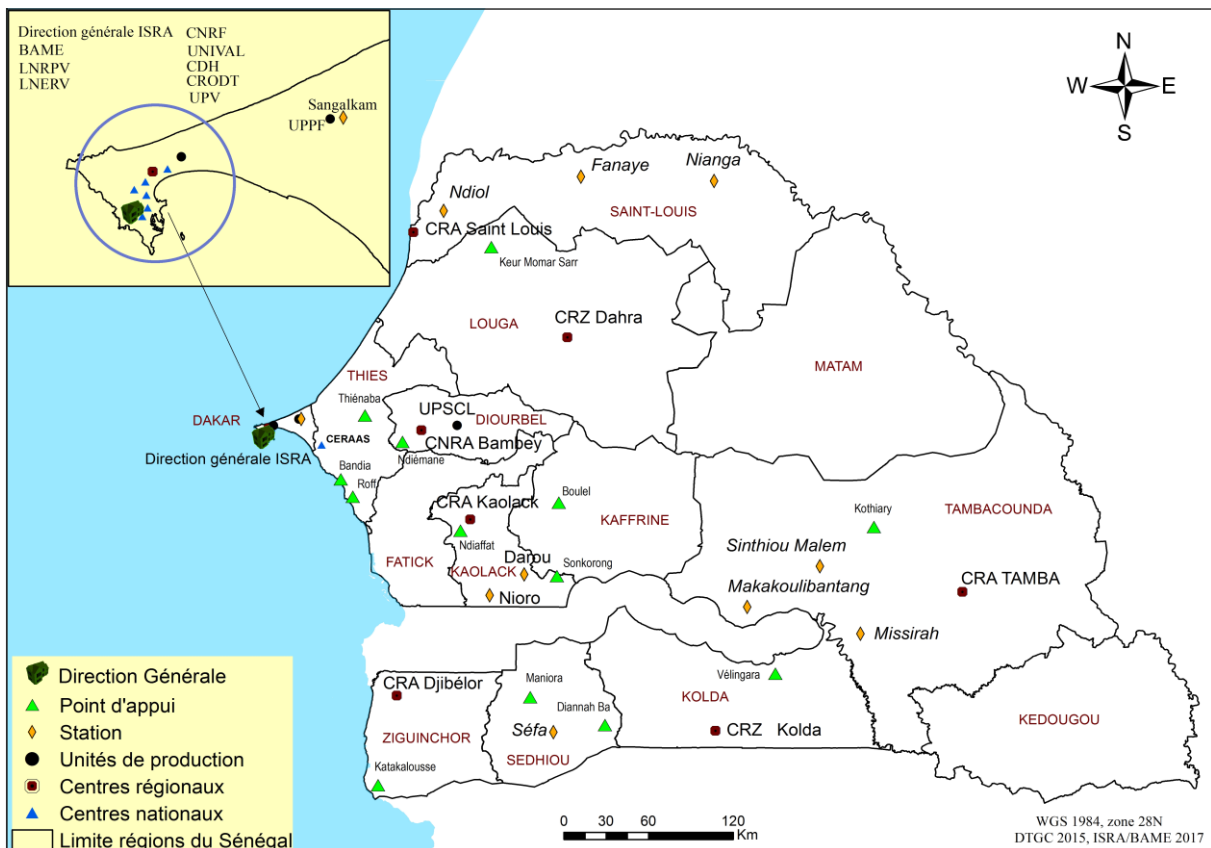 Direction générale ISRA
BAME
LNRPV
LNERV
CNRF
UNIVAL
CDH
CRODT
UPV
Sangalkam
UPPF
N
W E
S
Fanaye
Nianga
Ndiol
SAINT-LOUIS
CRA Saint Louis
Keur Momar Sarr
CRZ Dahra
LOUGA
MATAM
THIES
Thiénaba
UPSCL
DIOURBEL
DAKAR
CERAAS
CNRA Bambey
Direction générale ISRA
Ndiémane
Bandia
Roff
CRA Kaolack
Boulel
KAFFRINE
Kothiary
TAMBACOUNDA
Ndiaffat
Sinthiou Malem
Darou
FATICK
KAOLACK
Sonkorong
CRA TAMBA
Makakoulibantang
Nioro
Missirah
CRA Djibélor
Maniora
Vélingara
KOLDA
Diannah Ba
KEDOUGOU
Séfa
CRZ Kolda
ZIGUINCHOR
SEDHIOU
Katakalousse
Direction Générale
Point d'appui
Station
Unités de production
Centres régionaux
Centres nationaux
Limite régions du Sénégal
0 15 30 60 90 120
Km
WGS 1984, zone 28N
DTGC 2015, ISRA/BAME 2017